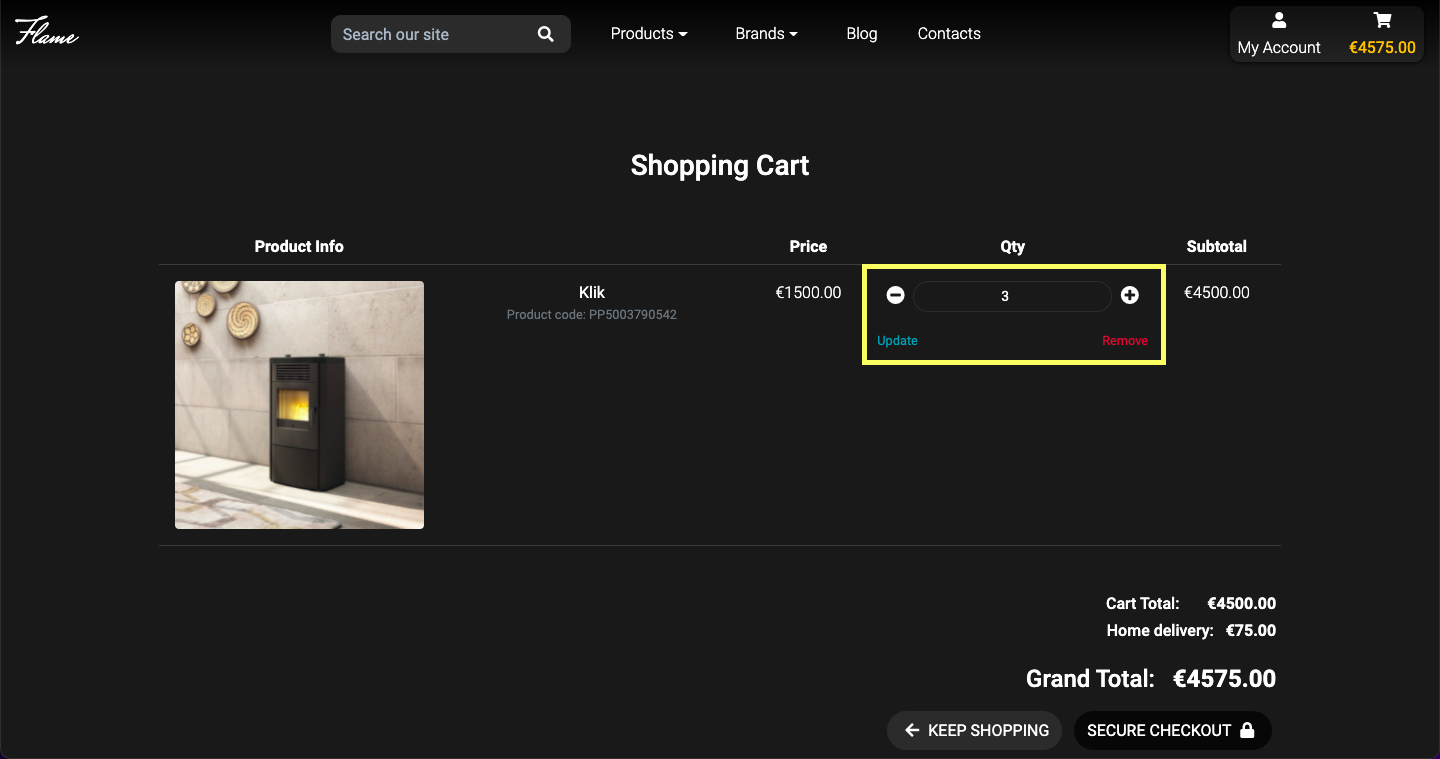 Flame
Search our site
Products
Brands
Blog
Contacts
My Account
€4575.00
Shopping Cart
Product Info Price Qty Subtotal
Klik €1500.00 3 €4500.00
Product code: PP5003790542
Update Remove
Cart Total: €4500.00
Home delivery: €75.00
Grand Total: €4575.00
KEEP SHOPPING SECURE CHECKOUT